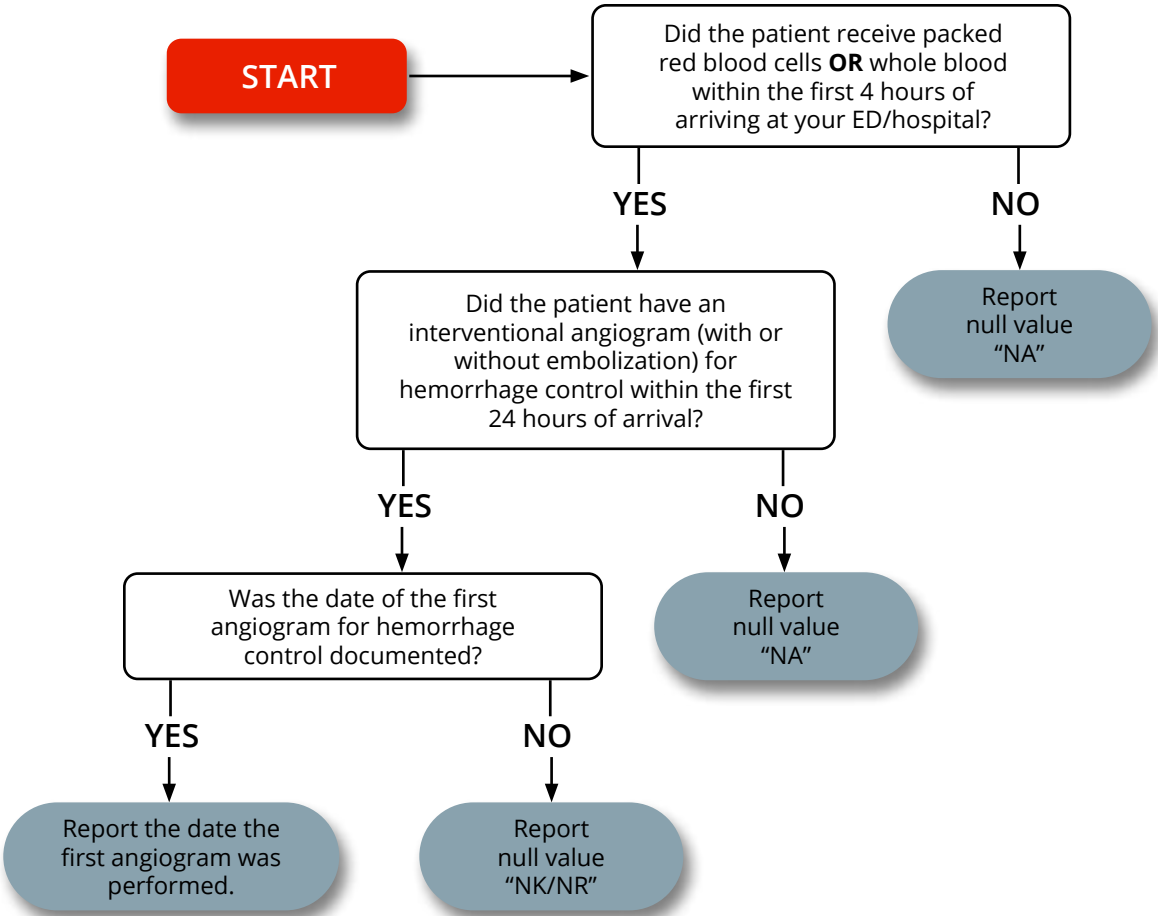 START
Did the patient receive packed
red blood cells OR whole blood
within the first 4 hours of
arriving at your ED/hospital?
YES
NO
Did the patient have an
interventional angiogram (with or
without embolization) for
hemorrhage control within the first
24 hours of arrival?
Report
null value
“NA”
YES
NO
Was the date of the first
angiogram for hemorrhage
control documented?
Report
null value
“NA”
YES
NO
Report the date the
first angiogram was
performed.
Report
null value
“NK/NR”